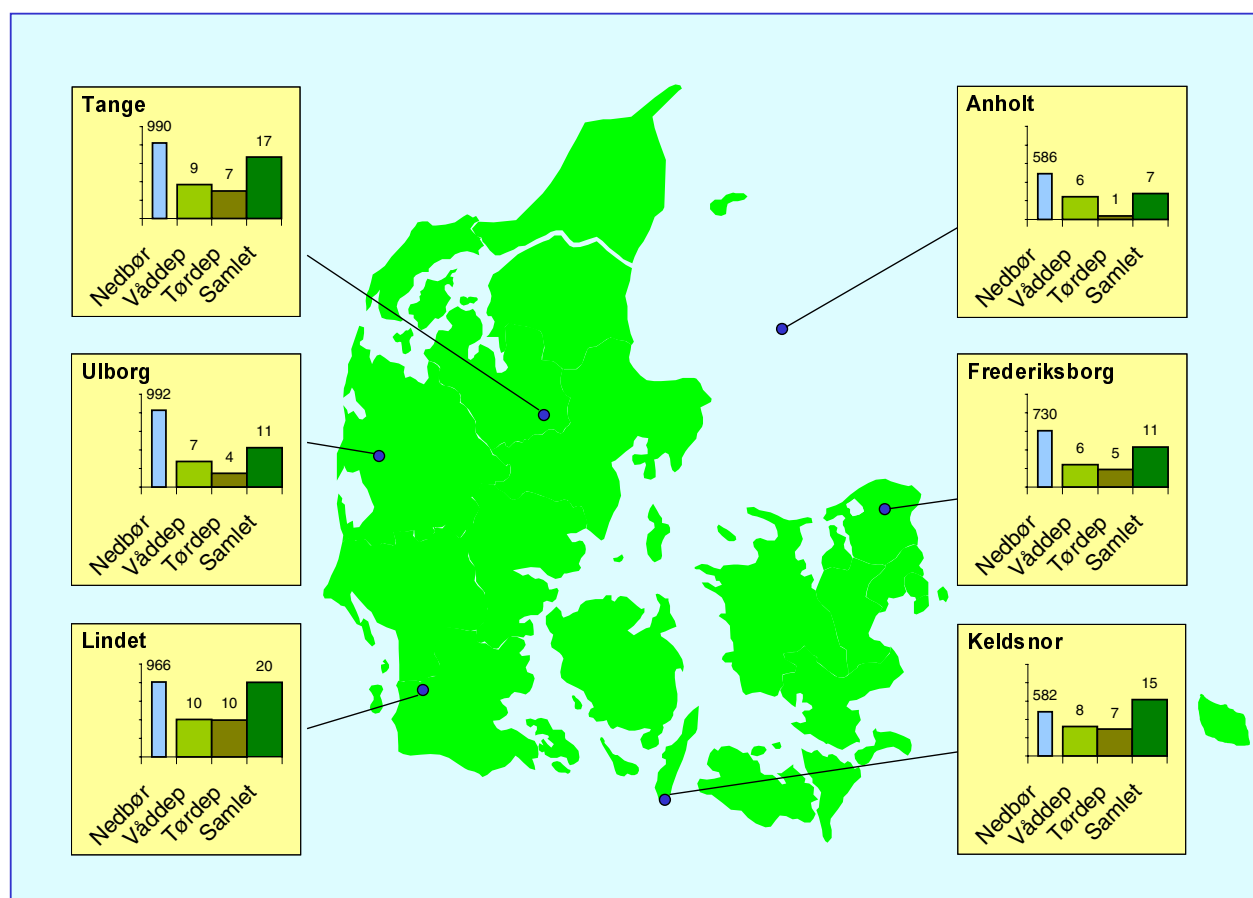 Tange
990
9
7
17
Nedbør
Våddep
Tørdep
Samlet
Anholt
586
6
1
7
Nedbør
Våddep
Tørdep
Samlet
Ulborg
992
7
4
11
Nedbør
Våddep
Tørdep
Samlet
Frederiksborg
730
6
5
11
Nedbør
Våddep
Tørdep
Samlet
Lindet
966
10
10
20
Nedbør
Våddep
Tørdep
Samlet
Keldsnor
582
8
7
15
Nedbør
Våddep
Tørdep
Samlet